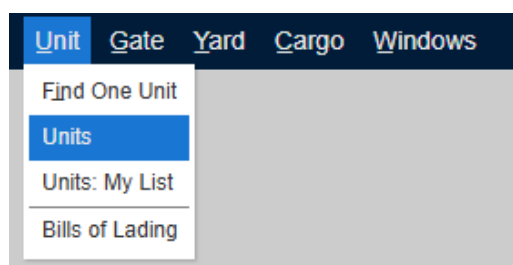 Unit Gate Yard Cargo Windows
Find One Unit
Units
Units: My List
Bills of Lading